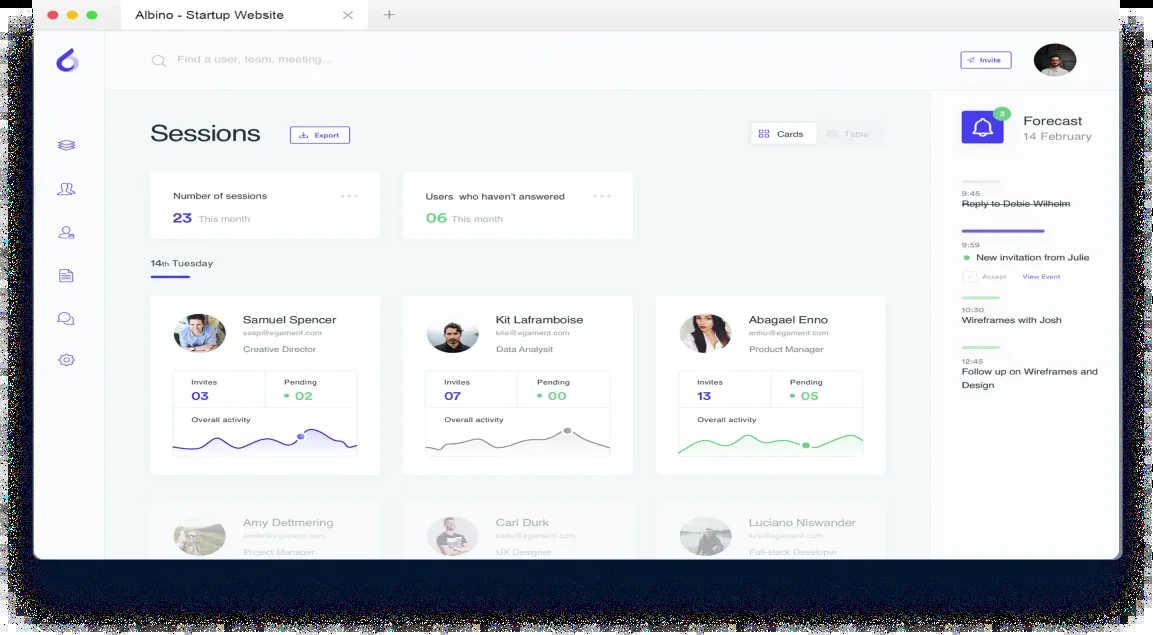 Albino - Startup Website
Find a user, team, meeting...
Invite
Sessions
Export
Cards
Table
3
Forecast
14 February
Number of sessions
23 This month
Users who haven't answered
06 This month
14th Tuesday
9:45
Reply to Debie Wilholm
9:59
New invitation from Julie
Accept View Event
10:30
Wireframes with Josh
12:45
Follow up on Wireframes and
Design
Samuel Spencer
sasp@egament.com
Creative Director
Invites Pending
03 02
Overall activity
Kit Laframboise
kila@egament.com
Data Analysit
Invites Pending
07 00
Overall activity
Abagael Enno
anhu@egament.com
Product Manager
Invites Pending
13 05
Overall activity
Amy Dettmering
Project Manager
Carl Durk
UX Designer
Luciano Niswander
Full-stack Developer